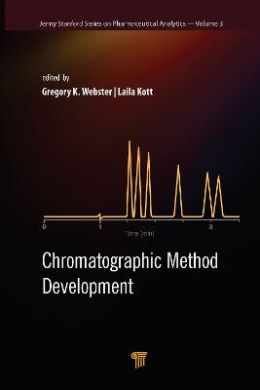 Jenny Stanford Series on Pharmaceutical Analytics — Volume 3
edited by
Gregory K. Webster | Laila Kott
0 1 3
Time (min)
Chromatographic Method
Development